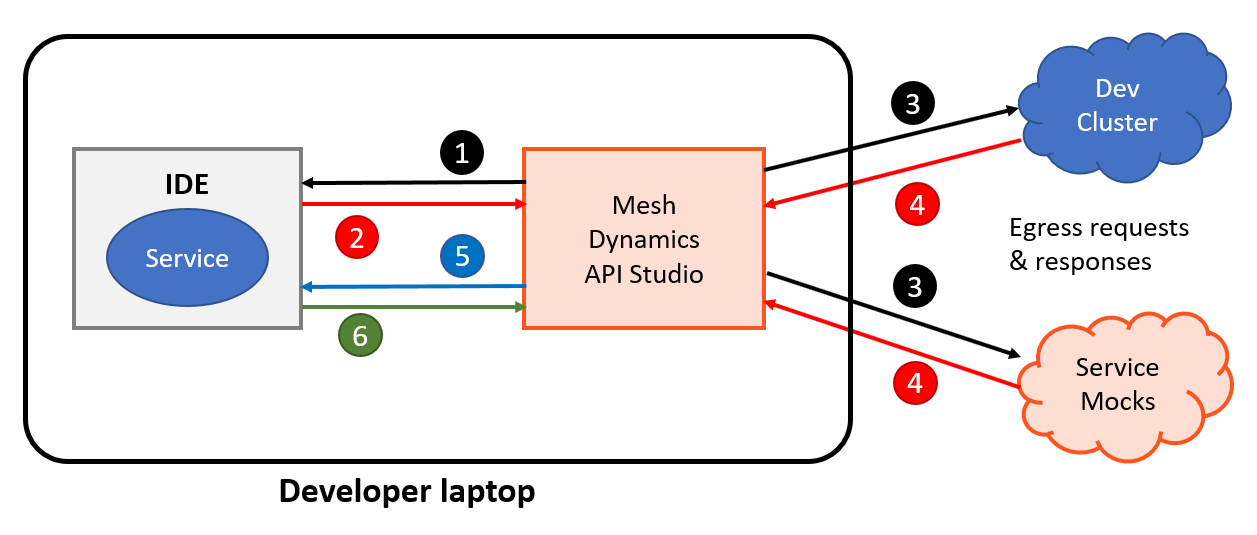 IDE
Service
1
2
5
6
Mesh
Dynamics
API Studio
3
4
3
4
Dev
Cluster
Egress requests
& responses
Service
Mocks
Developer laptop